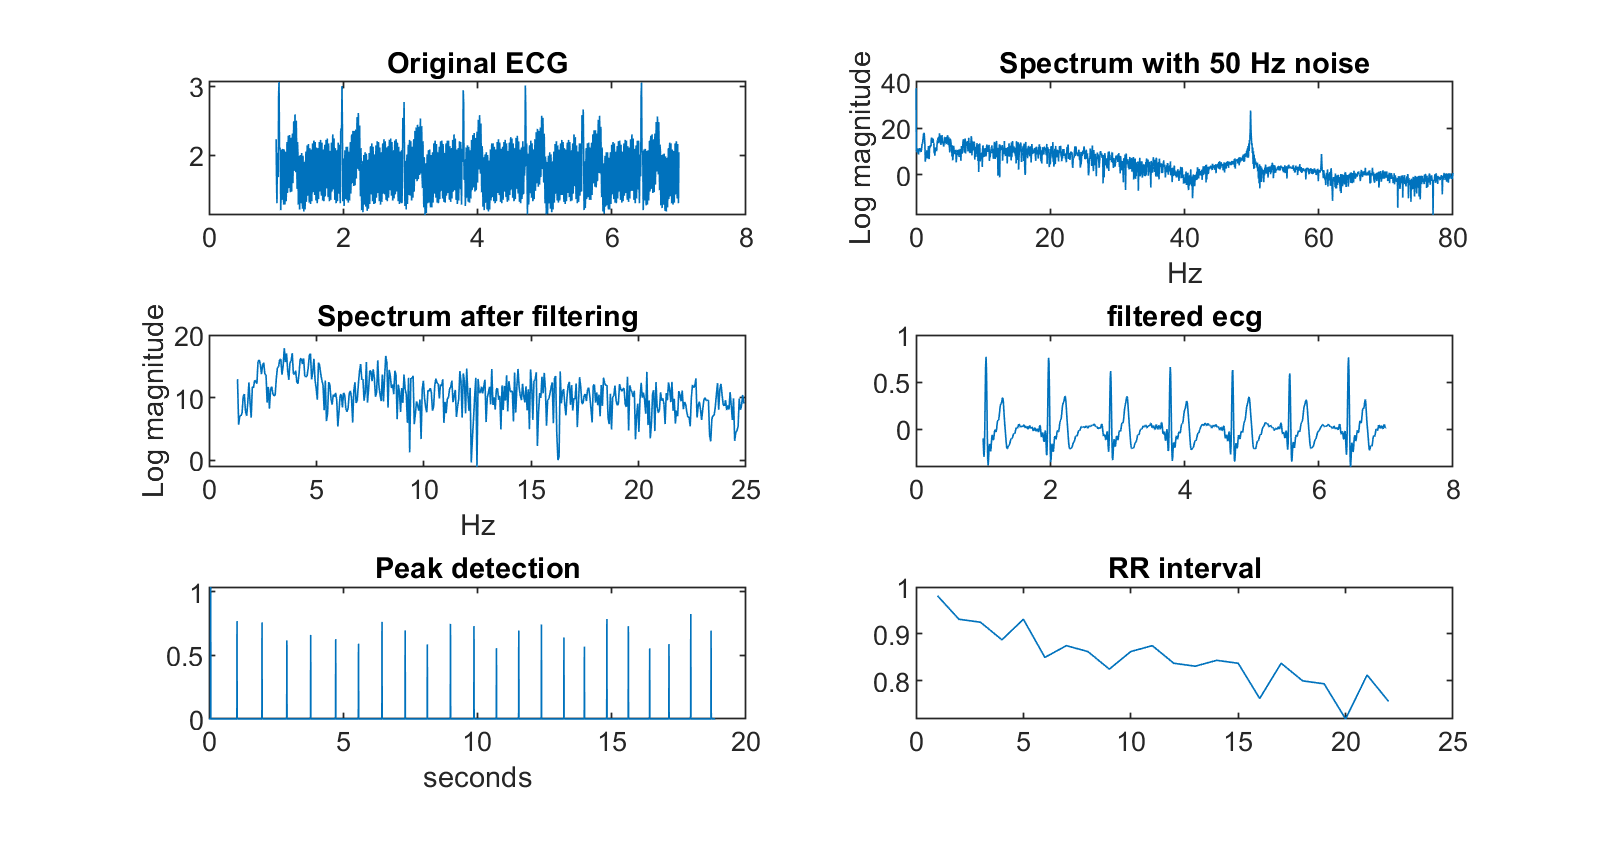 Original ECG
3
2
0 2 4 6 8
Spectrum with 50 Hz noise
Log magnitude
40
20
0
0 20 40 60 80
Hz
Spectrum after filtering
Log magnitude
20
10
0
0 5 10 15 20 25
Hz
filtered ecg
1
0.5
0
0 2 4 6 8
Peak detection
1
0.5
0
0 5 10 15 20
seconds
RR interval
1
0.9
0.8
0 5 10 15 20 25